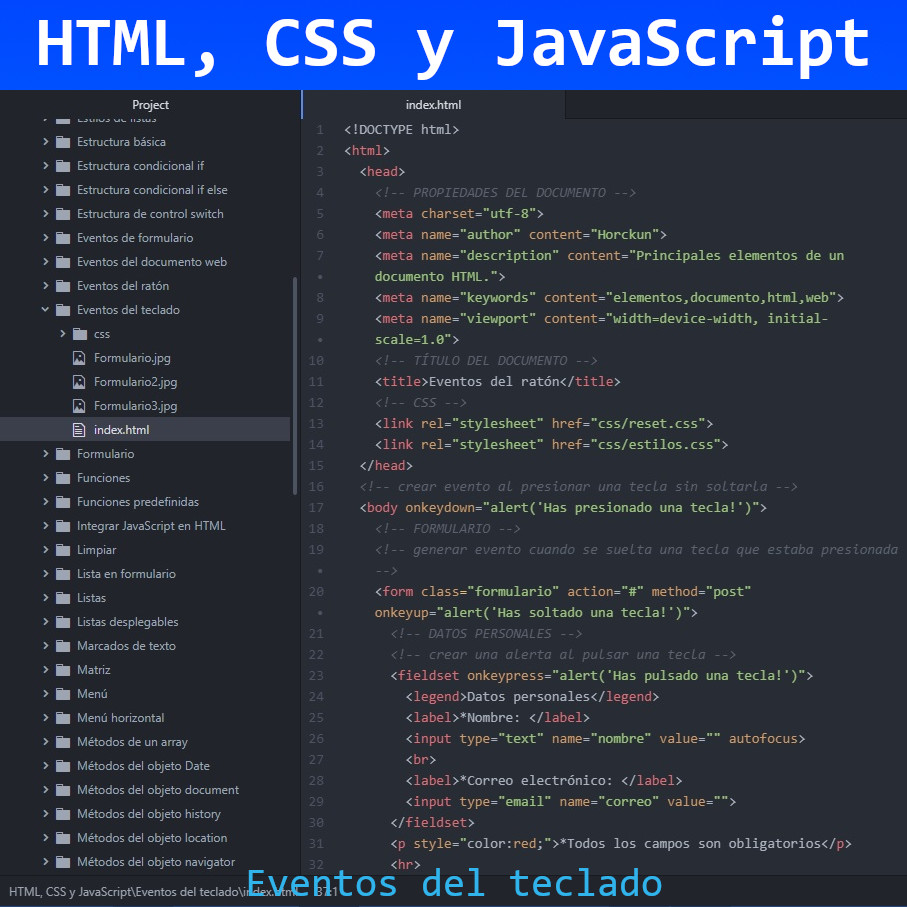 HTML, CSS y JavaScript
Project
Estilos de listas
Estructura básica
Estructura condicional if
Estructura condicional if else
Estructura de control switch
Eventos de formulario
Eventos del documento web
Eventos del ratón
Eventos del teclado
css
Formulario.jpg
Formulario2.jpg
Formulario3.jpg
index.html
Formulario
Funciones
Funciones predefinidas
Integrar JavaScript en HTML
Limpiar
Lista en formulario
Listas
Listas desplegables
Marcados de texto
Matriz
Menú
Menú horizontal
Métodos de un array
Métodos del objeto Date
Métodos del objeto document
Métodos del objeto history
Métodos del objeto location
Métodos del objeto navigator
index.html
1 <!DOCTYPE html>
2 <html>
3 <head>
4 <!-- PROPIEDADES DEL DOCUMENTO -->
5 <meta charset="utf-8">
6 <meta name="author" content="Horckun">
7 <meta name="description" content="Principales elementos de un
• documento HTML.">
8 <meta name="keywords" content="elementos,documento,html,web">
9 <meta name="viewport" content="width=device-width, initial-
• scale=1.0">
10 <!-- TÍTULO DEL DOCUMENTO -->
11 <title>Eventos del ratón</title>
12 <!-- CSS -->
13 <link rel="stylesheet" href="css/reset.css">
14 <link rel="stylesheet" href="css/estilos.css">
15 </head>
16 <!-- crear evento al presionar una tecla sin soltarla -->
17 <body onkeydown="alert('Has presionado una tecla!')">
18 <!-- FORMULARIO -->
19 <!-- generar evento cuando se suelta una tecla que estaba presionada
• -->
20 <form class="formulario" action="#" method="post"
• onkeyup="alert('Has soltado una tecla!')">
21 <!-- DATOS PERSONALES -->
22 <!-- crear una alerta al pulsar una tecla -->
23 <fieldset onkeypress="alert('Has pulsado una tecla!')">
24 <legend>Datos personales</legend>
25 <label>*Nombre: </label>
26 <input type="text" name="nombre" value="" autofocus>
27 <br>
28 <label>*Correo electrónico: </label>
29 <input type="email" name="correo" value="">
30 </fieldset>
31 <p style="color:red;">*Todos los campos son obligatorios</p>
32 <hr>
HTML, CSS y JavaScript\Eventos del teclado\index.html 37:1
Eventos del teclado